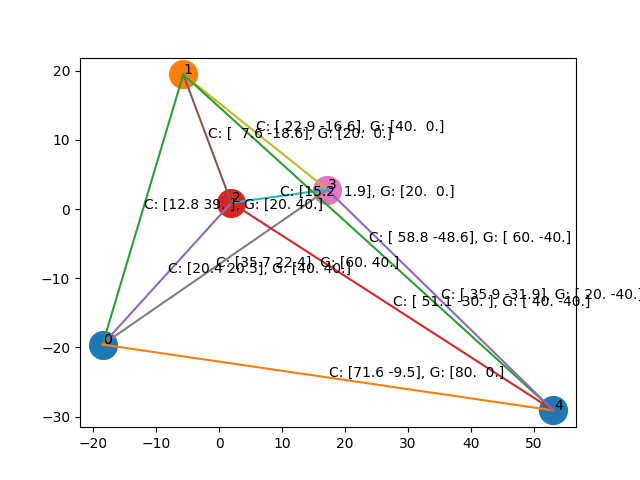 20
1
C: [ 22.9 -16.6], G: [40.  0.]
C: [  7.6 -18.6], G: [20.  0.]
10
3
C: [15.2  1.9], G: [20.  0.]
2
C: [12.8 39. ], G: [20. 40.]
0
C: [ 58.8 -48.6], G: [ 60. -40.]
C: [35.7 22.4], G: [60. 40.]
C: [20.4 20.5], G: [40. 40.]
−10
C: [ 35.9 -31.9], G: [ 20. -40.]
C: [ 51.1 -30. ], G: [ 40. -40.]
0
−20
C: [71.6 -9.5], G: [80.  0.]
4
−30
−20 −10 0 10 20 30 40 50